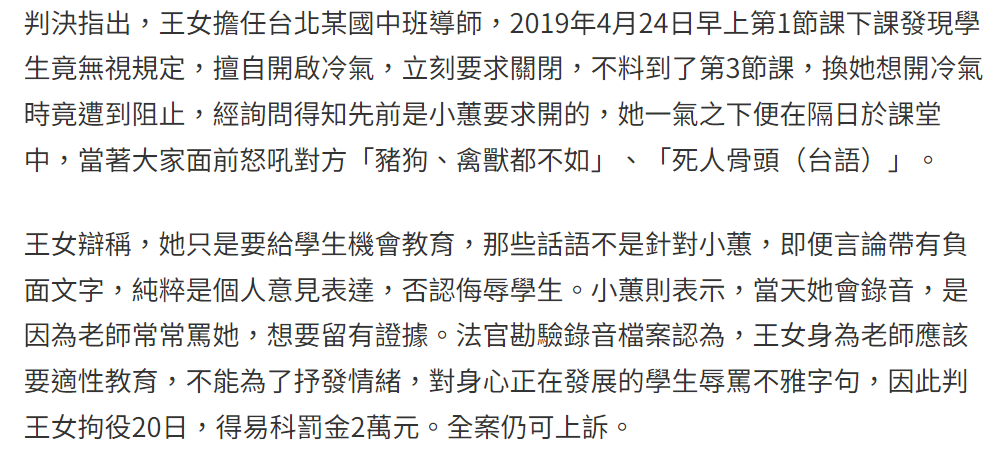 判決指出，王女擔任台北某國中班導師，2019年4月24日早上第1節課下課發現學
生竟無視規定，擅自開啟冷氣，立刻要求關閉，不料到了第3節課，換她想開冷氣
時竟遭到阻止，經詢問得知先前是小蕙要求開的，她一氣之下便在隔日於課堂
中，當著大家面前怒吼對方「豬狗、禽獸都不如」、「死人骨頭（台語）」。
王女辯稱，她只是要給學生機會教育，那些話語不是針對小蕙，即便言論帶有負
面文字，純粹是個人意見表達，否認侮辱學生。小蕙則表示，當天她會錄音，是
因為老師常常罵她，想要留有證據。法官勘驗錄音檔案認為，王女身為老師應該
要適性教育，不能為了抒發情緒，對身心正在發展的學生辱罵不雅字句，因此判
王女拘役20日，得易科罰金2萬元。全案仍可上訴。